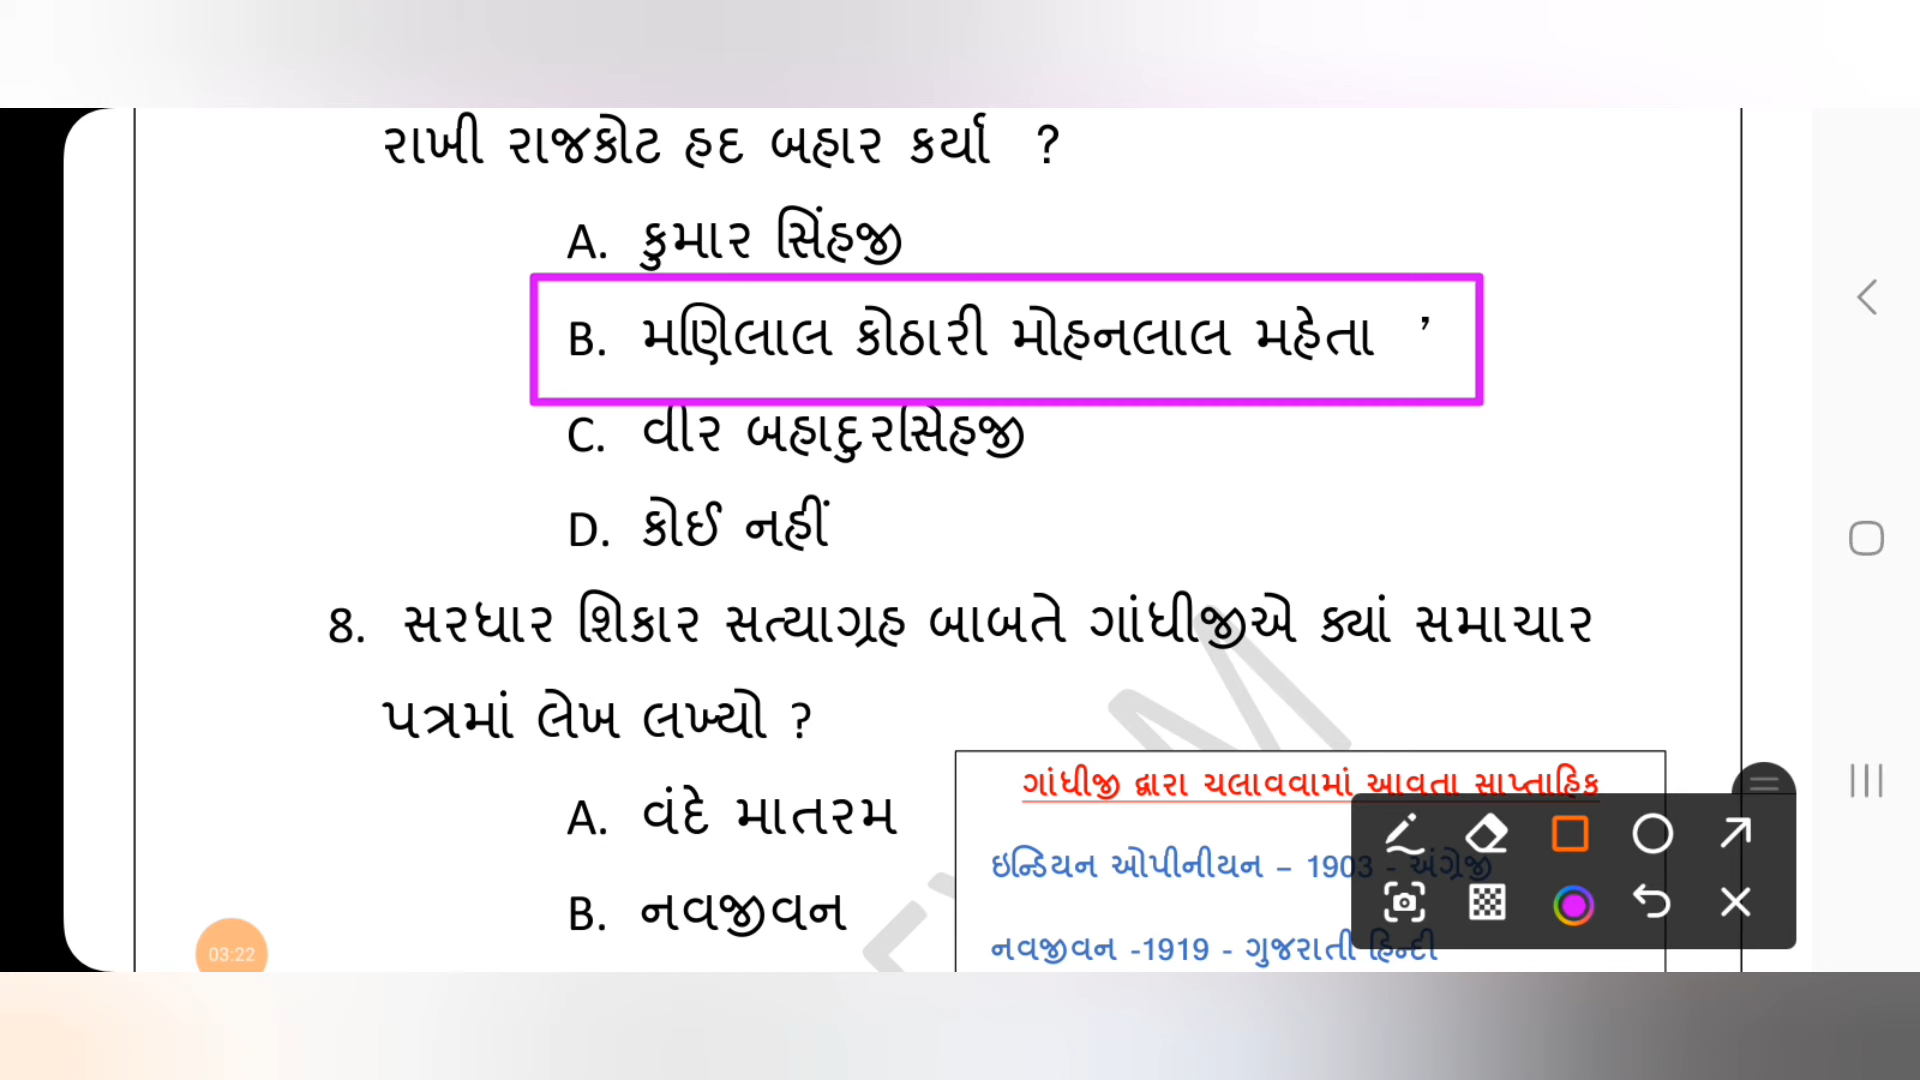 રાખી રાજકોટ હદ બહાર કર્યા ?
A. કુમાર સિંહજી
B. મણિલાલ કોઠારી મોહનલાલ મહેતા ’
C. વીર બહાદુરસિહજી
D. કોઈ નહીં
8. સરધાર શિકાર સત્યાગ્રહ બાબતે ગાંધીજીએ ક્યાં સમાચાર
પત્રમાં લેખ લખ્યો ?
A. વંદે માતરમ
B. નવજીવન
ગાંધીજી દ્વારા ચલાવવામાં આવતા સાપ્તાહિક
ઇન્ડિયન ઓપીનીયન – 1903 - અંગ્રેજી
નવજીવન -1919 - ગુજરાતી હિન્દી
03:22